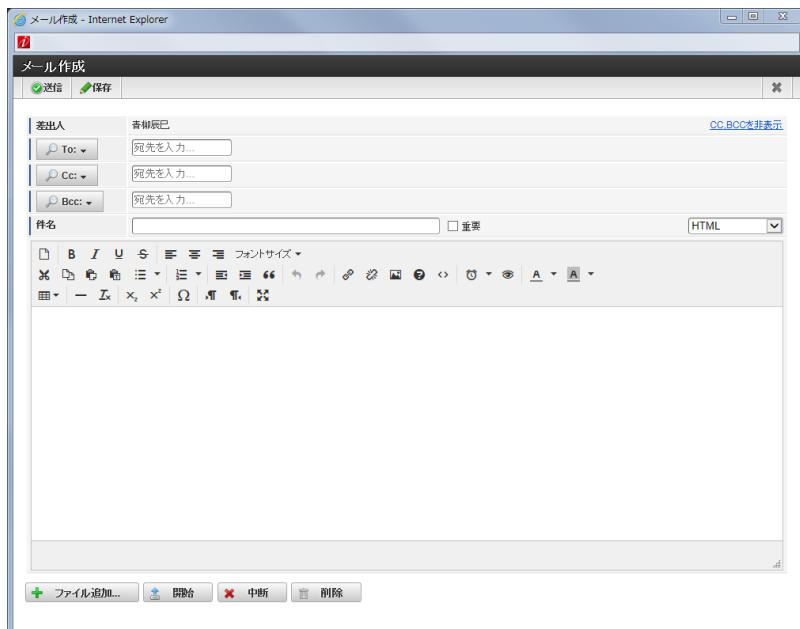 メール作成 - Internet Explorer
メール作成
送信 保存
差出人 青柳辰巳 CC,BCCを非表示
To: 宛先を入力...
Cc: 宛先を入力...
Bcc: 宛先を入力...
件名 重要 HTML
フォントサイズ
ファイル追加... 開始 中断 削除